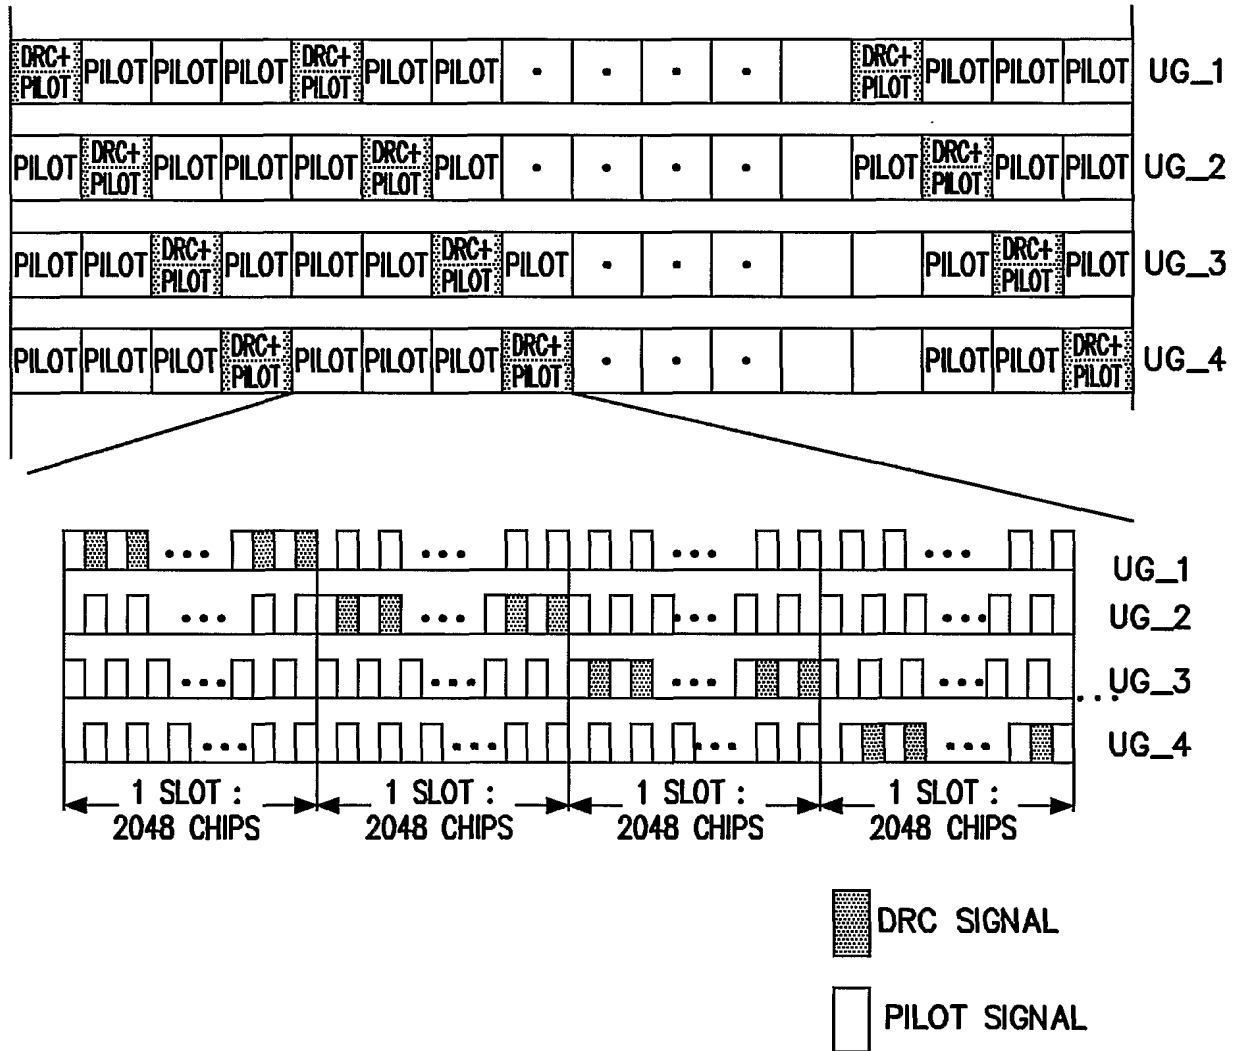 DRC+ PILOT PILOT PILOT PILOT DRC+ PILOT PILOT PILOT . . . . DRC+ PILOT PILOT PILOT PILOT UG_1
PILOT DRC+ PILOT PILOT PILOT PILOT DRC+ PILOT PILOT . . . . PILOT DRC+ PILOT PILOT PILOT UG_2
PILOT PILOT DRC+ PILOT PILOT PILOT PILOT DRC+ PILOT PILOT . . . PILOT DRC+ PILOT PILOT UG_3
PILOT PILOT PILOT DRC+ PILOT PILOT PILOT PILOT DRC+ PILOT . . . PILOT PILOT DRC+ PILOT UG_4
... ... ... ... UG_1
... ... ... ... UG_2
... ... ... ... ... UG_3
... ... ... ... UG_4
1 SLOT : 1 SLOT : 1 SLOT : 1 SLOT :
2048 CHIPS 2048 CHIPS 2048 CHIPS 2048 CHIPS
DRC SIGNAL
PILOT SIGNAL